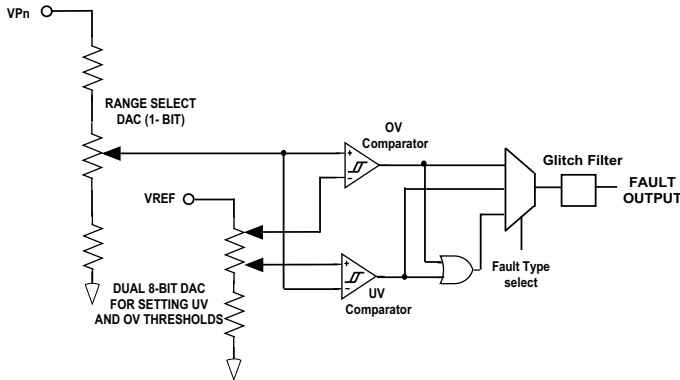 VPn
RANGE SELECT
DAC (1- BIT)
OV
Comparator
+
−
Glitch Filter
FAULT
OUTPUT
VREF
Fault Type
select
DUAL 8-BIT DAC
FOR SETTING UV
AND OV THRESHOLDS
+
−
UV
Comparator